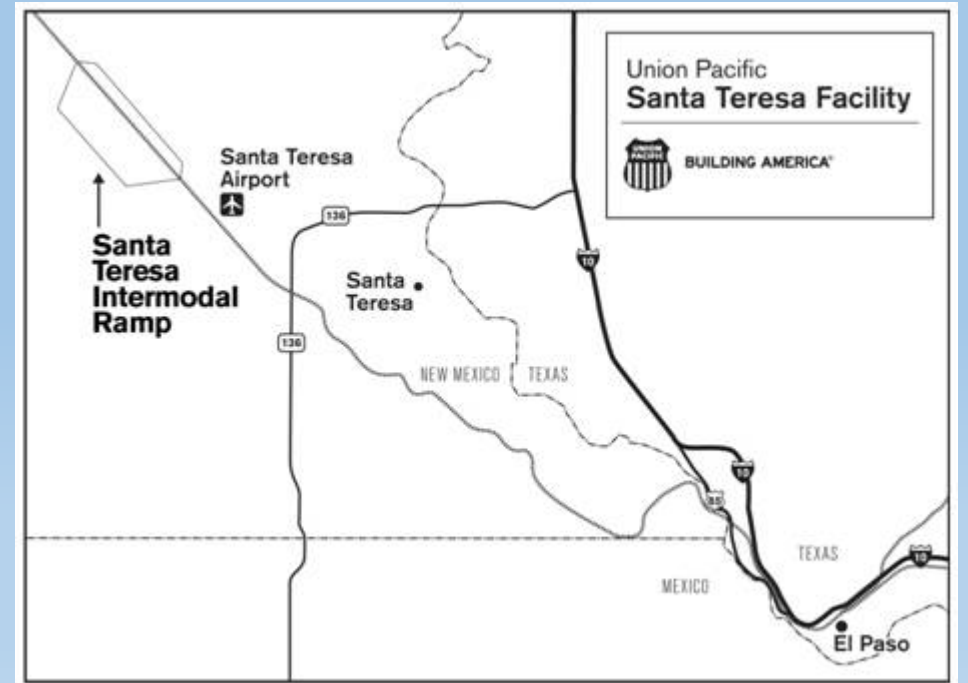 Union Pacific
Santa Teresa Facility
UNION
PACIFIC
BUILDING AMERICA®
Santa Teresa
Airport
136
Santa
Teresa
Intermodal
Ramp
Santa
Teresa
10
136
NEW MEXICO
TEXAS
10
85
TEXAS
10
MEXICO
El Paso